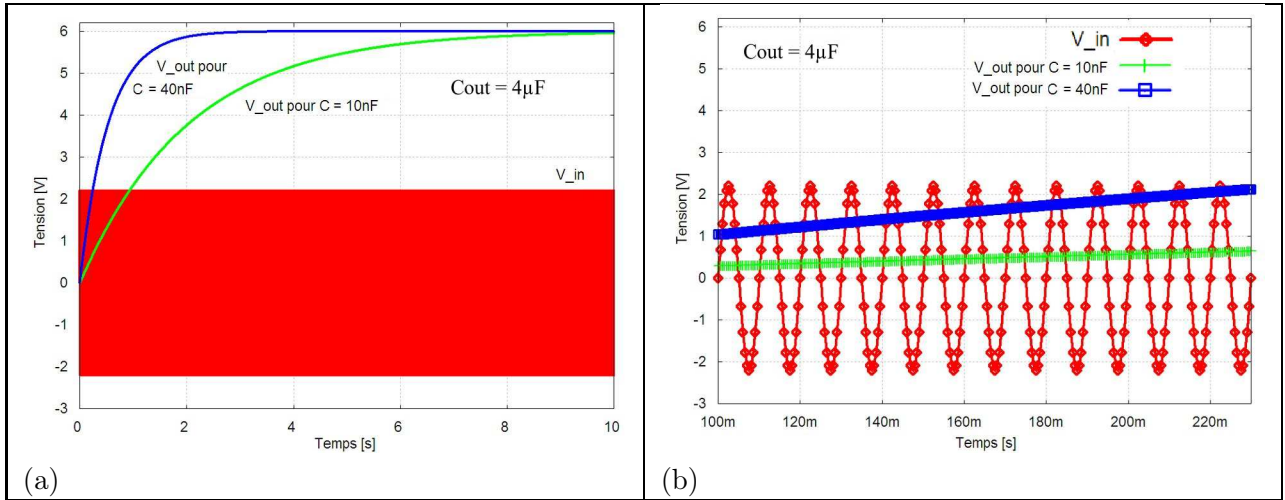 6
5
4
3
2
1
0
-1
-2
-3
Tension [V]
V_out pour
C = 40nF
V_out pour C = 10nF
Cout = 4µF
V_in
0
2
4
6
8
10
Temps [s]
(a)
6
5
4
3
2
1
0
-1
-2
-3
Tension [V]
Cout = 4µF
V_in
V_out pour C = 10nF
V_out pour C = 40nF
100m
120m
140m
160m
180m
200m
220m
Temps [s]
(b)